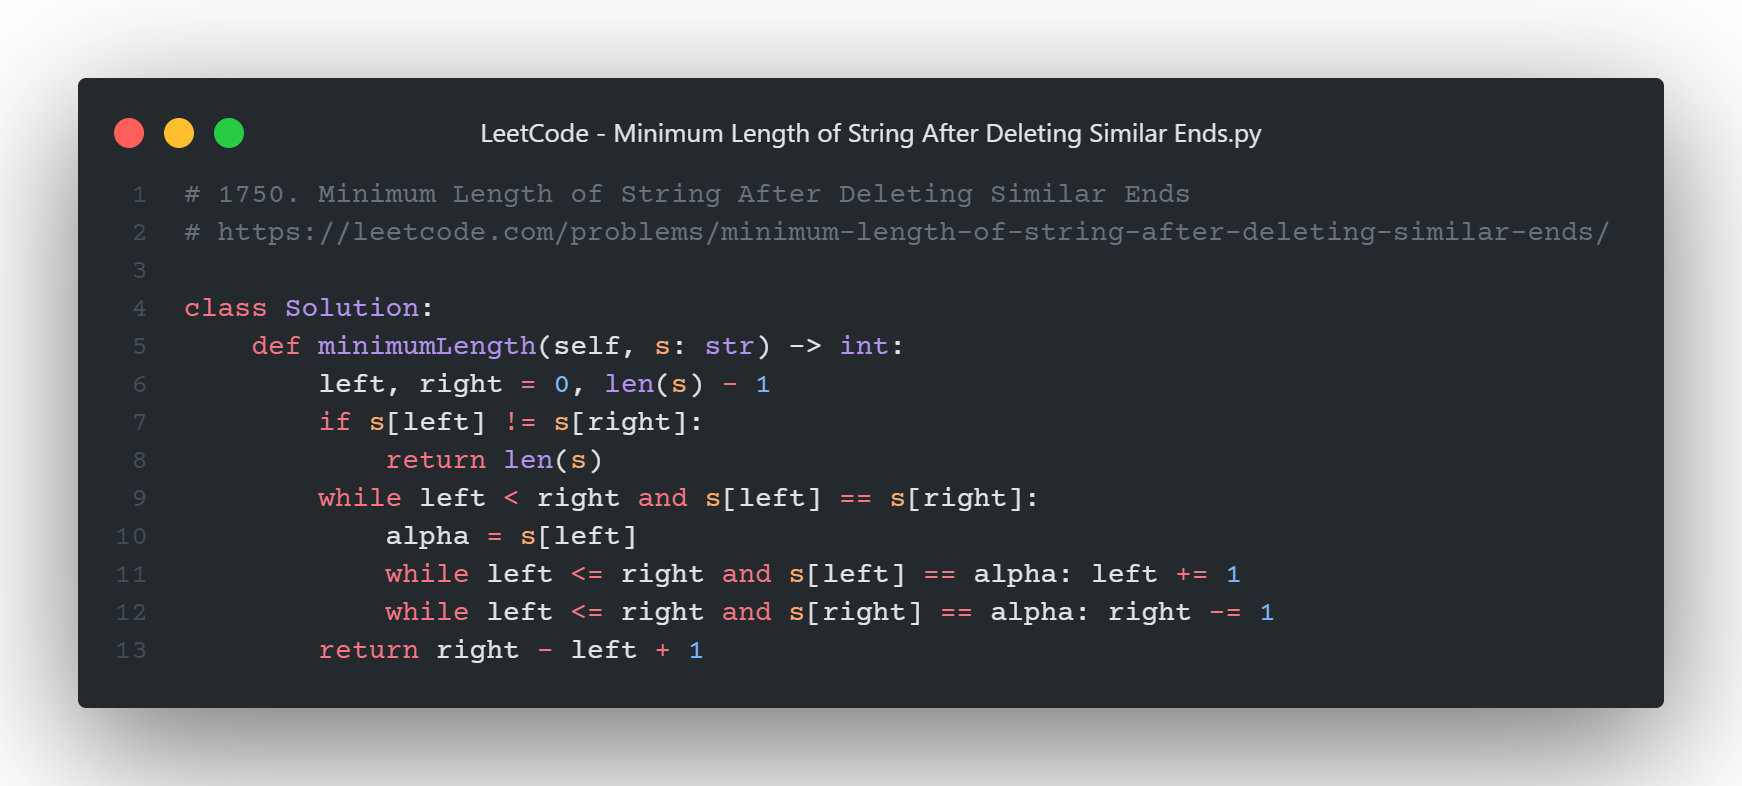 LeetCode - Minimum Length of String After Deleting Similar Ends.py
1 # 1750. Minimum Length of String After Deleting Similar Ends
2 # https://leetcode.com/problems/minimum-length-of-string-after-deleting-similar-ends/
3
4 class Solution:
5     def minimumLength(self, s: str) -> int:
6         left, right = 0, len(s) - 1
7         if s[left] != s[right]:
8             return len(s)
9         while left < right and s[left] == s[right]:
10             alpha = s[left]
11             while left <= right and s[left] == alpha: left += 1
12             while left <= right and s[right] == alpha: right -= 1
13         return right - left + 1